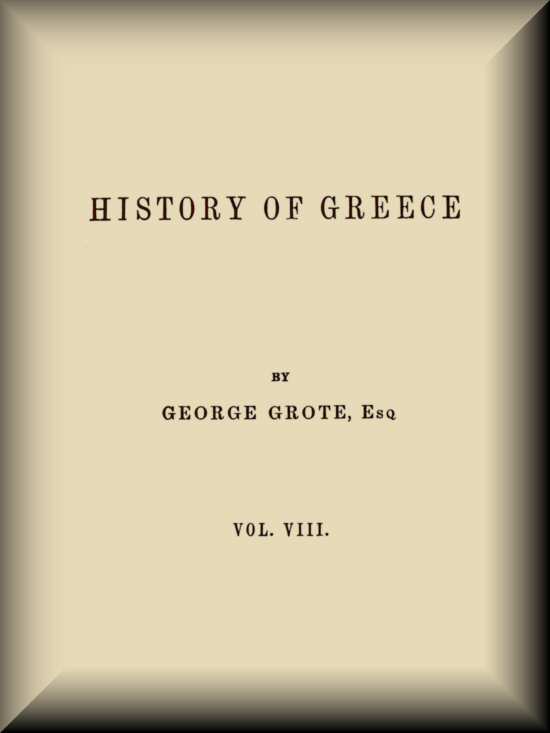 HISTORY OF GREECE
BY
GEORGE GROTE, Esq
VOL. VIII.